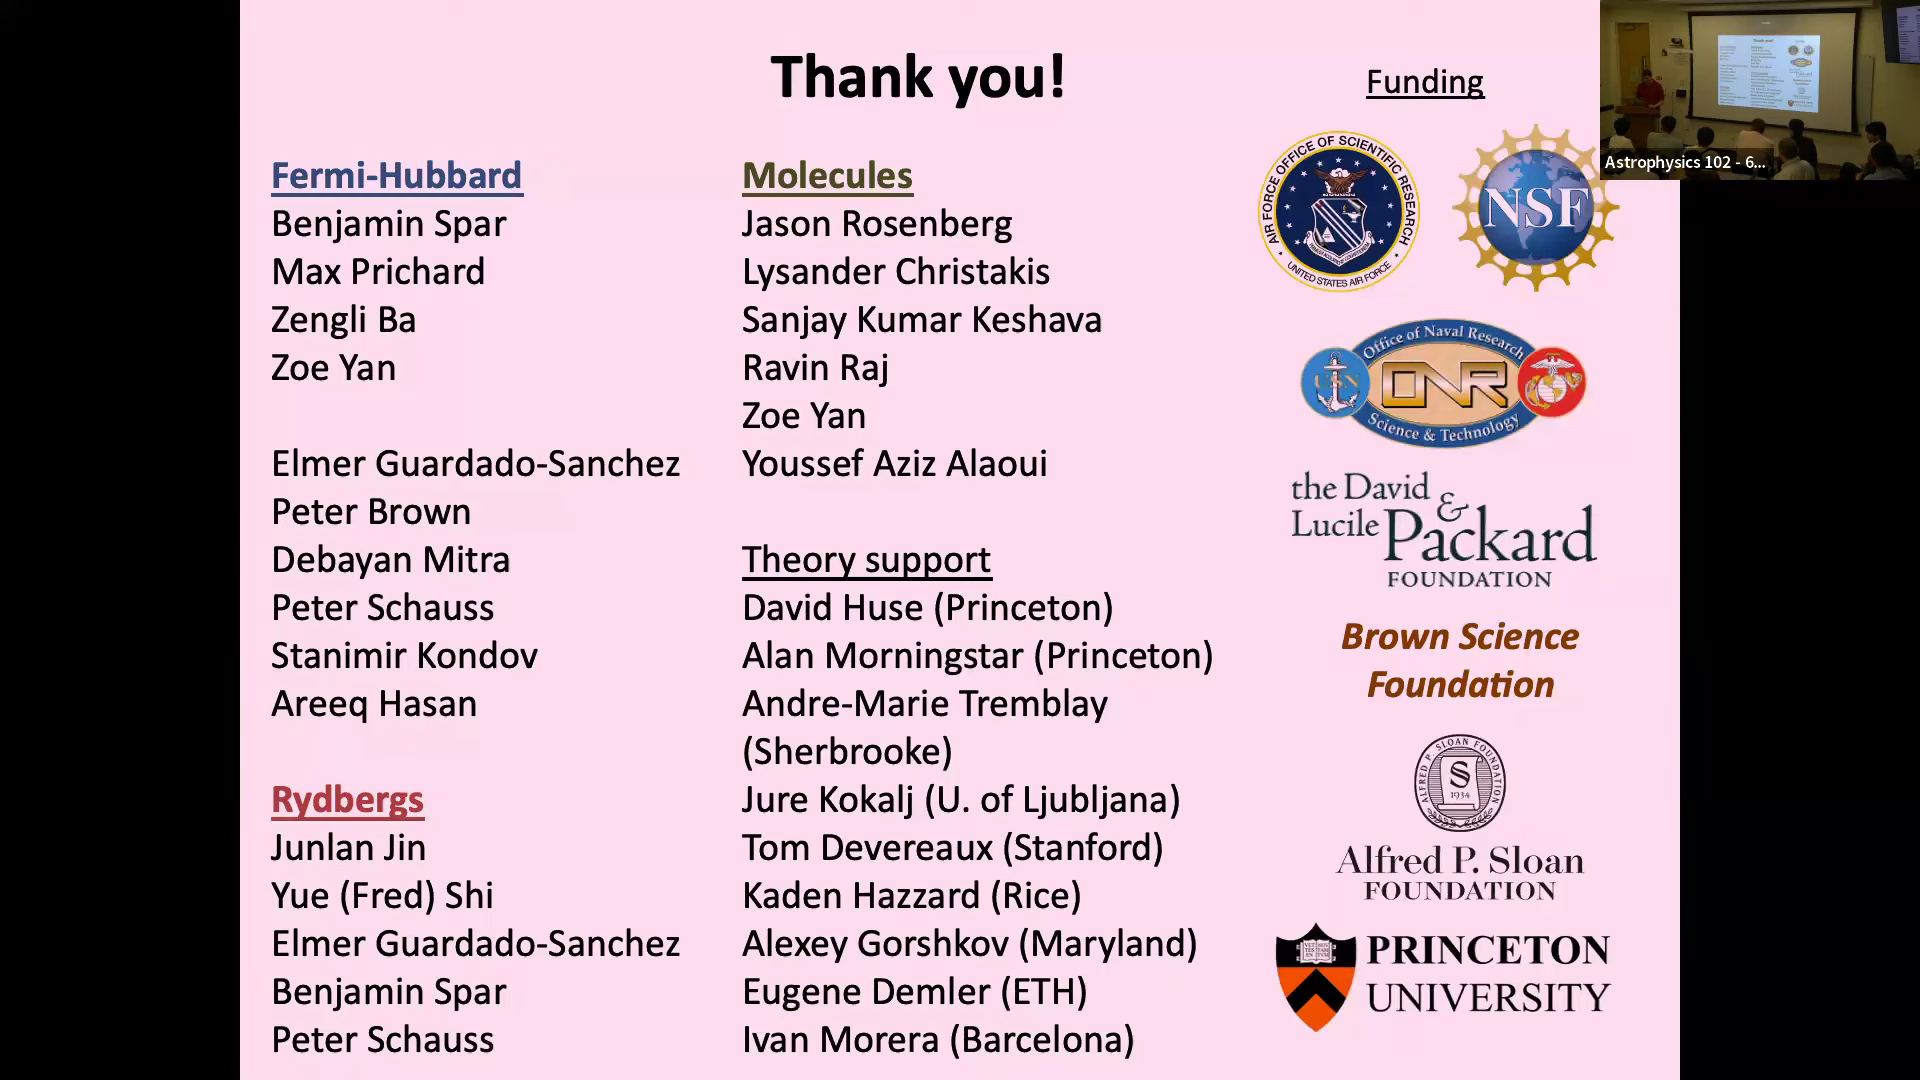 Thank you!
Funding
Fermi-Hubbard
Benjamin Spar
Max Prichard
Zengli Ba
Zoe Yan
Elmer Guardado-Sanchez
Peter Brown
Debayan Mitra
Peter Schauss
Stanimir Kondov
Areeq Hasan
Rydbergs
Junlan Jin
Yue (Fred) Shi
Elmer Guardado-Sanchez
Benjamin Spar
Peter Schauss
Molecules
Jason Rosenberg
Lysander Christakis
Sanjay Kumar Keshava
Ravin Raj
Zoe Yan
Youssef Aziz Alaoui
Theory support
David Huse (Princeton)
Alan Morningstar (Princeton)
Andre-Marie Tremblay
(Sherbrooke)
Jure Kokalj (U. of Ljubljana)
Tom Devereaux (Stanford)
Kaden Hazzard (Rice)
Alexey Gorshkov (Maryland)
Eugene Demler (ETH)
Ivan Morera (Barcelona)
AIR FORCE OFFICE OF SCIENTIFIC RESEARCH
UNITED STATES AIR FORCE
NSF
Office of Naval Research
USN
ONR
Science & Technology
the David &
Lucile Packard
FOUNDATION
Brown Science
Foundation
ALFRED P. SLOAN FOUNDATION
S
1934
Alfred P. Sloan
FOUNDATION
PRINCETON
UNIVERSITY
Astrophysics 102 - 6...